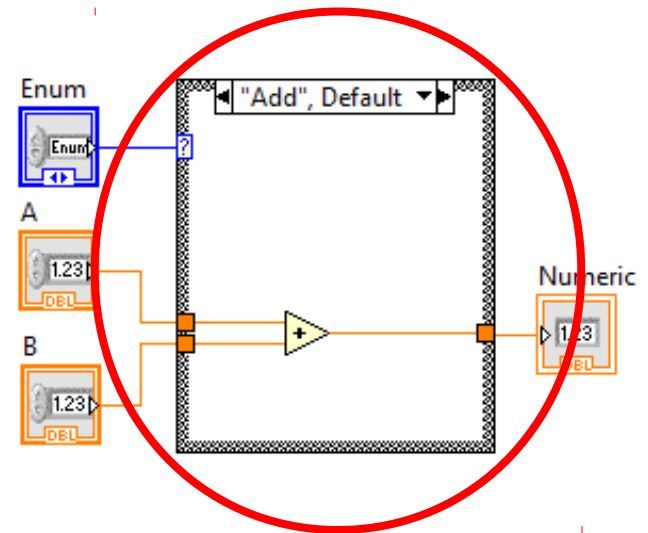 Enum
"Add", Default
Enum
?
A
1.23
DBL
Numeric
1.23
DBL
B
1.23
DBL
+